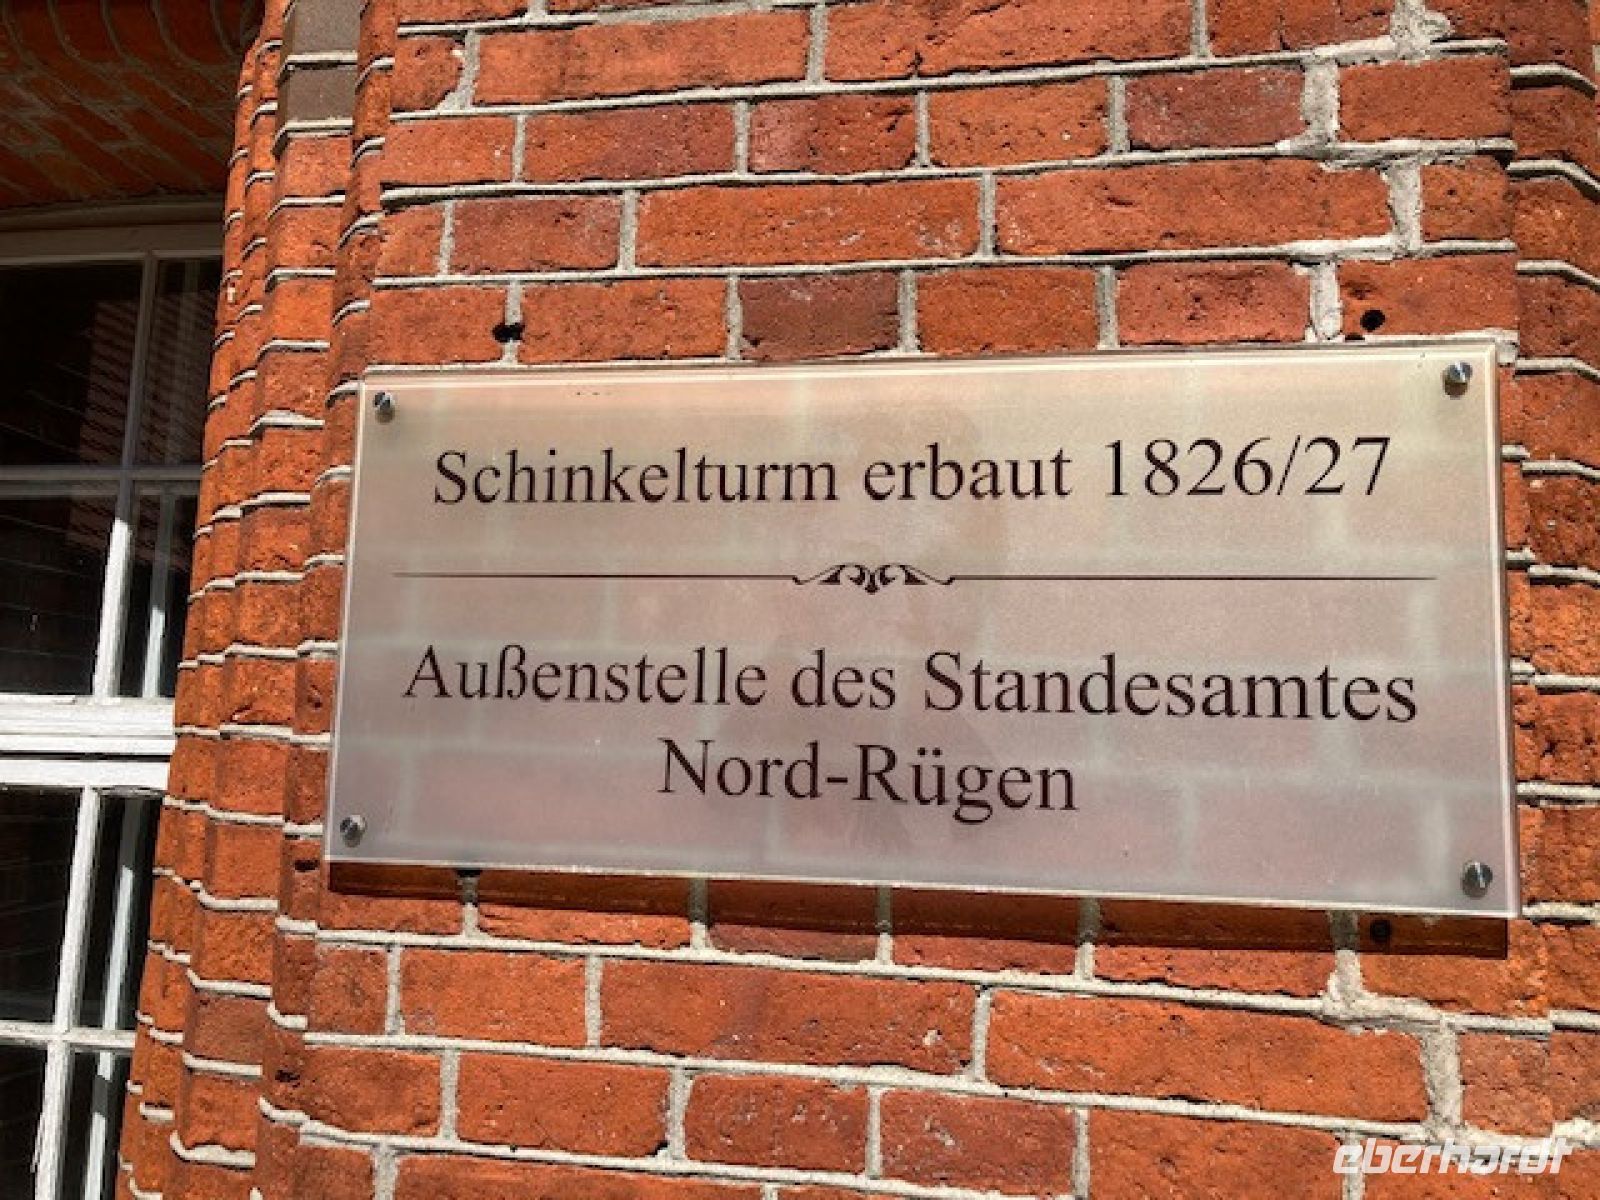 Schinkelturm erbaut 1826/27
Außenstelle des Standesamtes
Nord-Rügen
eberhardt